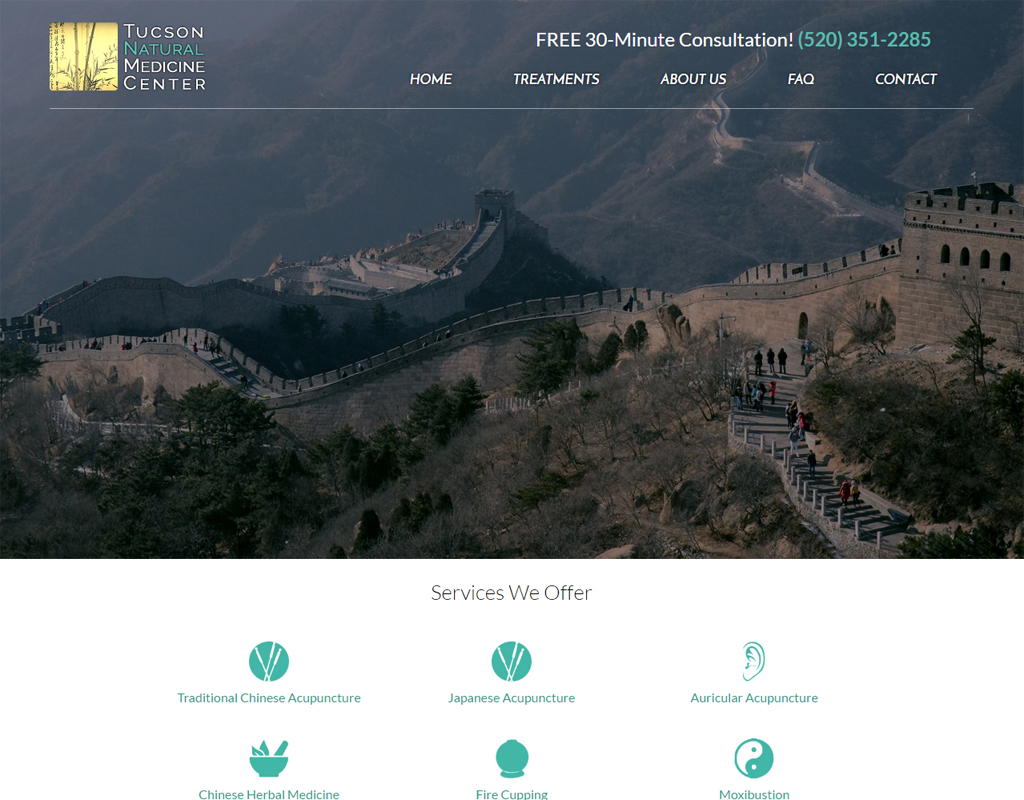 Tucson
Natural
Medicine
Center
FREE 30-Minute Consultation! (520) 351-2285
HOME
TREATMENTS
ABOUT US
FAQ
CONTACT
Services We Offer
Traditional Chinese Acupuncture
Japanese Acupuncture
Auricular Acupuncture
Chinese Herbal Medicine
Fire Cupping
Moxibustion